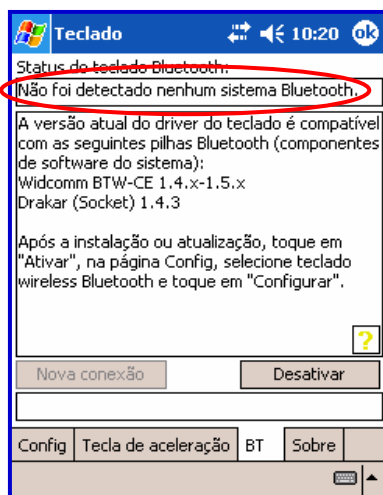 Teclado 10:20 ok
Status do teclado Bluetooth:
Não foi detectado nenhum sistema Bluetooth.
A versão atual do driver do teclado é compatível
com as seguintes pilhas Bluetooth (componentes
de software do sistema):
Widcomm BTW-CE 1.4.x-1.5.x
Drakar (Socket) 1.4.3
Após a instalação ou atualização, toque em
"Ativar", na página Config, selecione teclado
wireless Bluetooth e toque em "Configurar".
?
Nova conexão Desativar
Config Tecla de aceleração BT Sobre